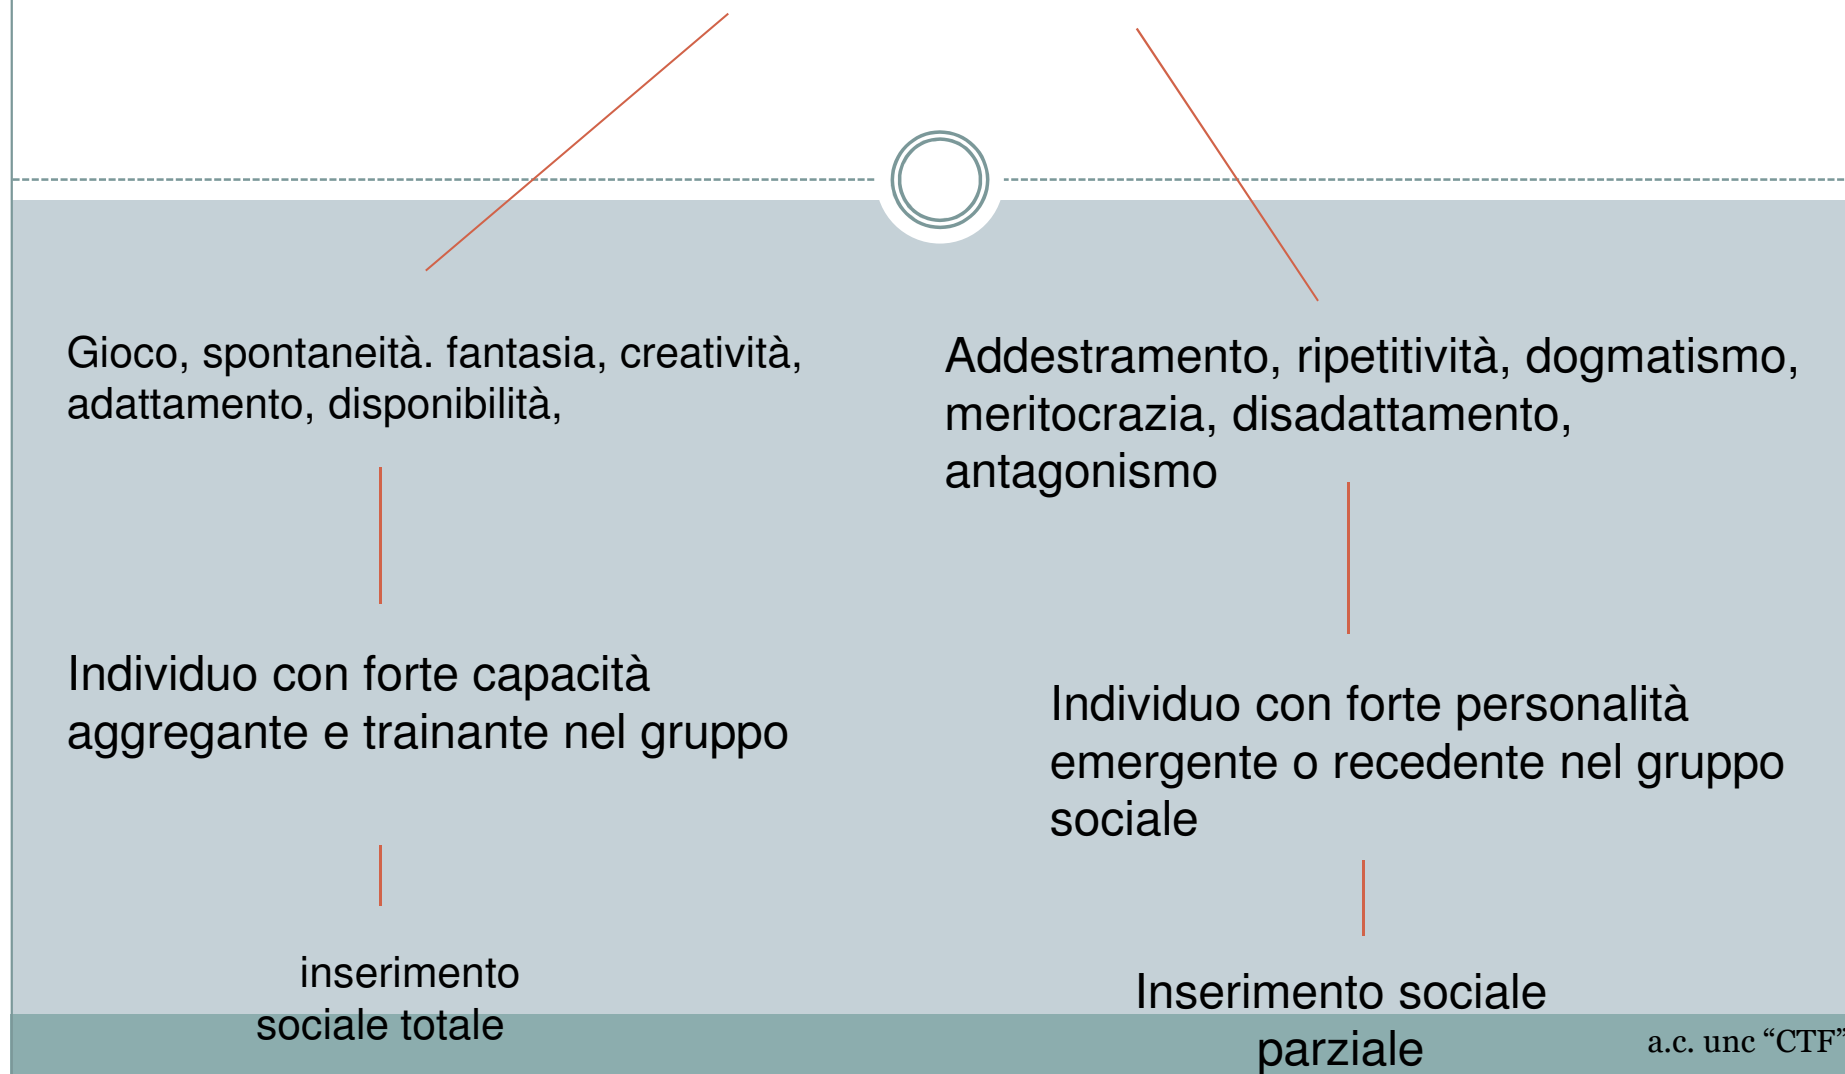 Gioco, spontaneità. fantasia, creatività,
adattamento, disponibilità,
Individuo con forte capacità
aggregante e trainante nel gruppo
inserimento
sociale totale
Addestramento, ripetitività, dogmatismo,
meritocrazia, disadattamento,
antagonismo
Individuo con forte personalità
emergente o recedente nel gruppo
sociale
Inserimento sociale
parziale
a.c. unc “CTF”